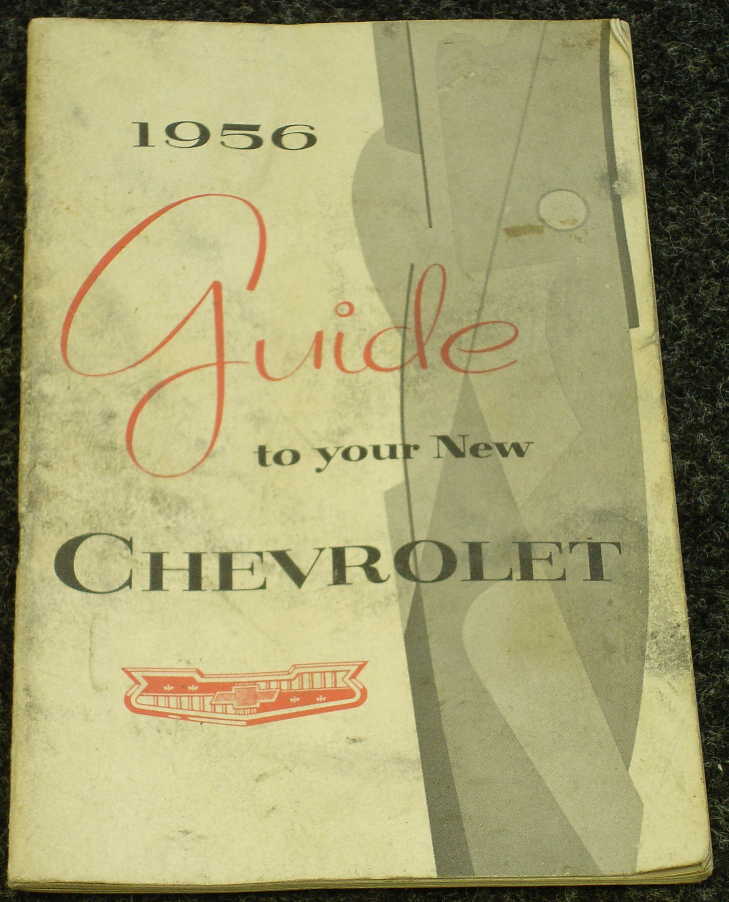 1956
Guide
to your New
CHEVROLET